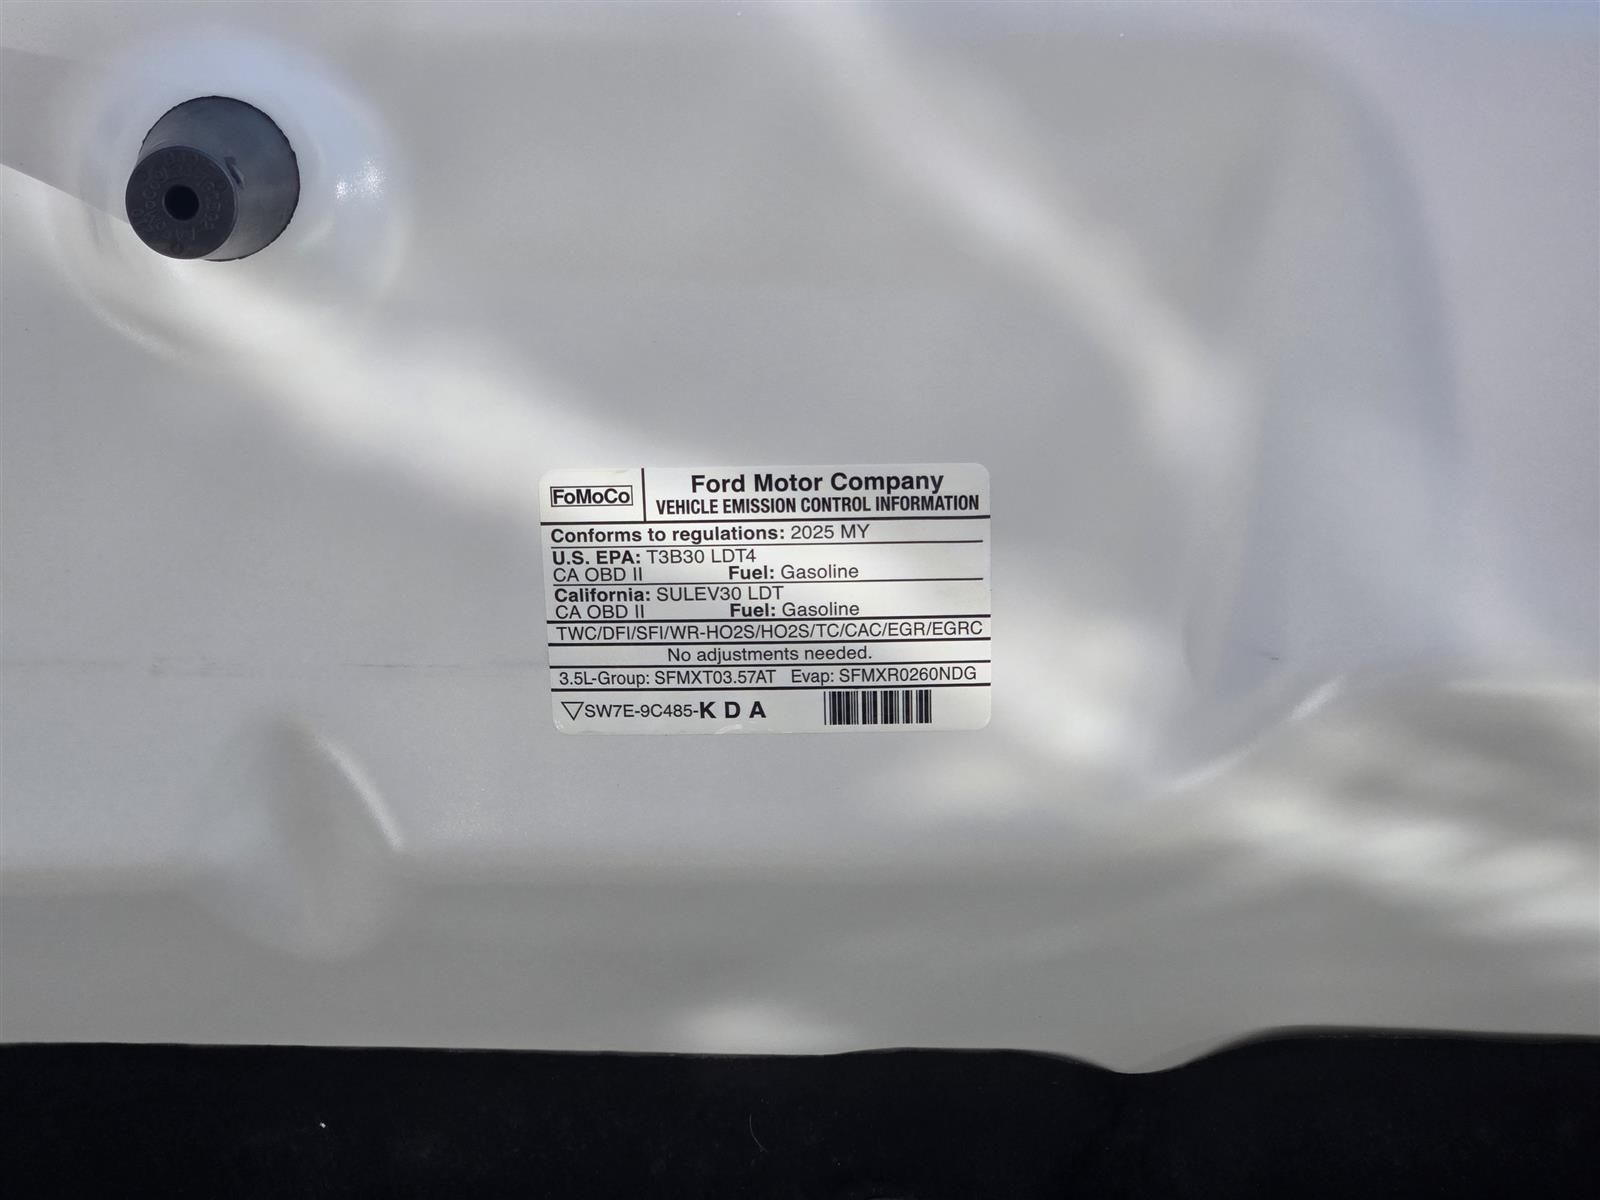 FoMoCo
Ford Motor Company
VEHICLE EMISSION CONTROL INFORMATION
Conforms to regulations: 2025 MY
U.S. EPA: T3B30 LDT4
CA OBD II Fuel: Gasoline
California: SULEV30 LDT
CA OBD II Fuel: Gasoline
TWC/DFI/SFI/WR-HO2S/HO2S/TC/CAC/EGR/EGRC
No adjustments needed.
3.5L-Group: SFMXT03.57AT Evap: SFMXR0260NDG
SW7E-9C485-K D A